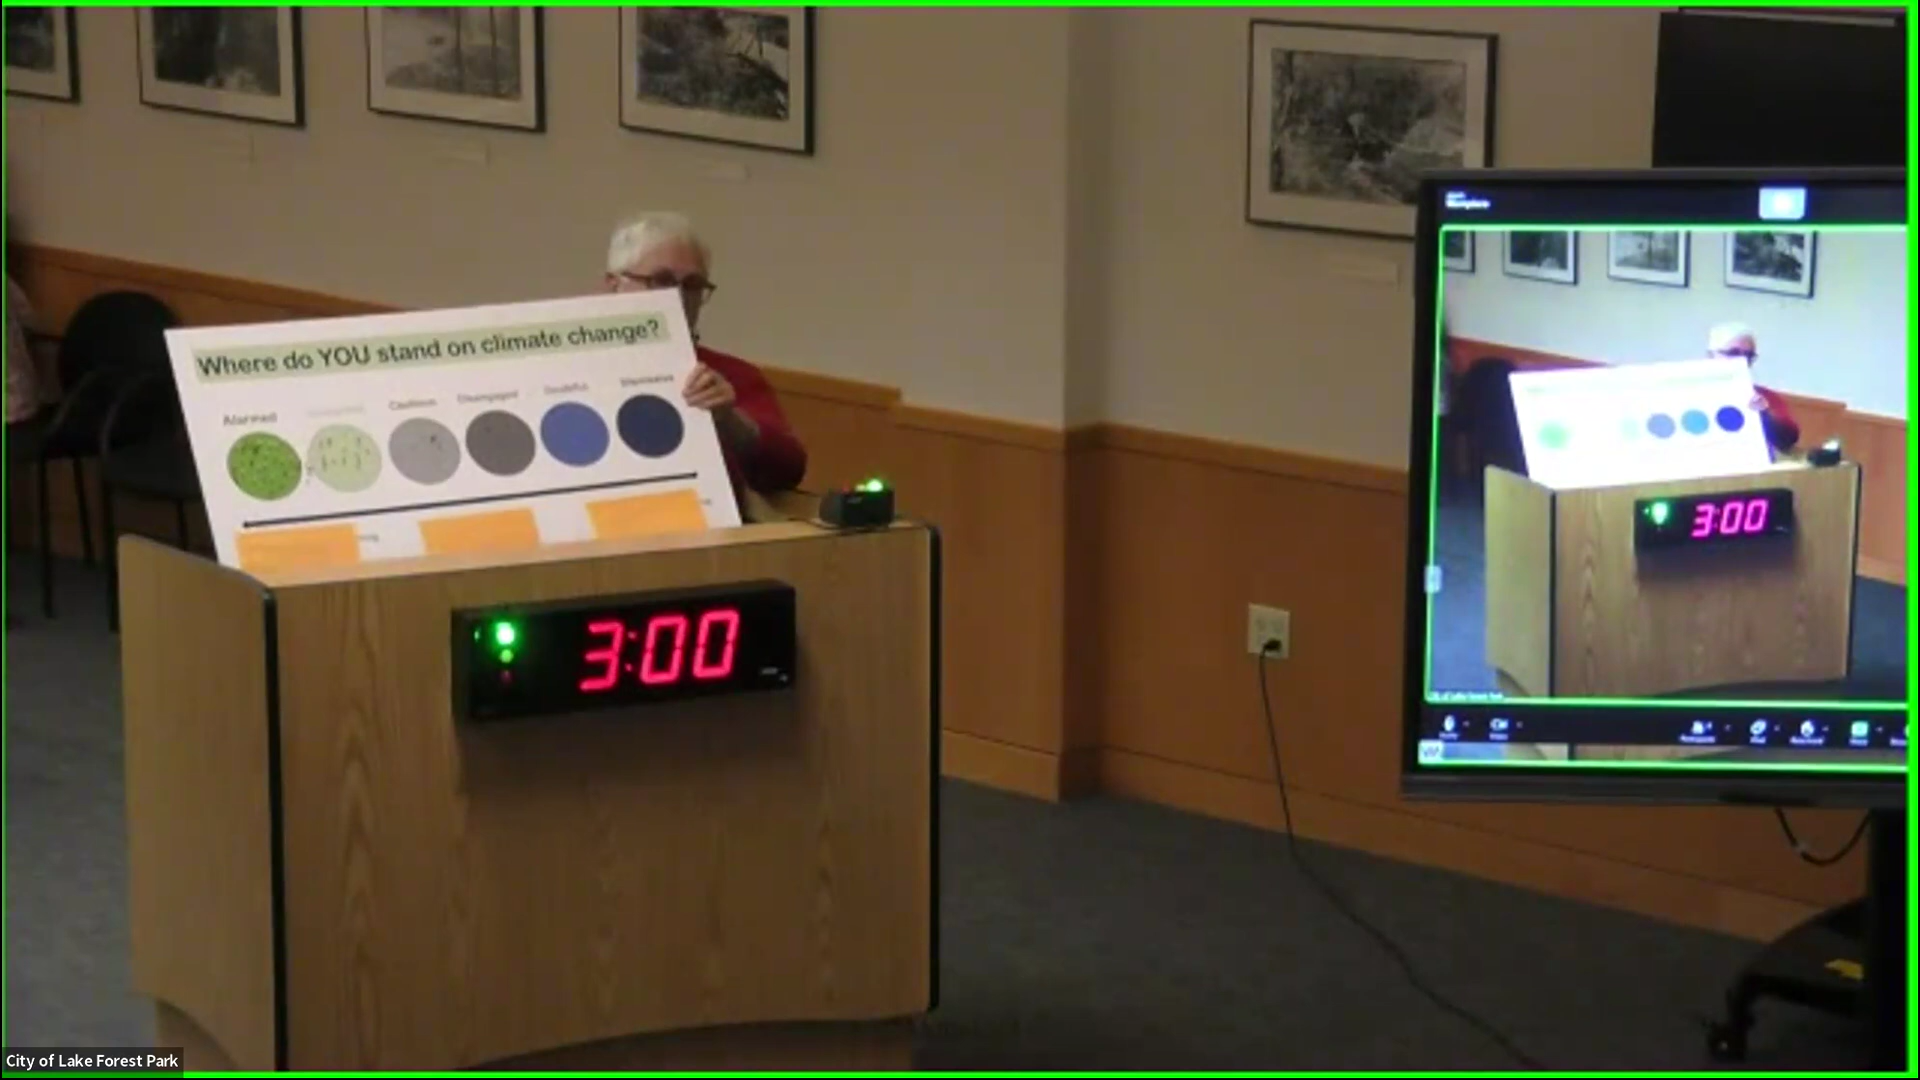 Where do YOU stand on climate change?
Alarmed
Cautious
Disengaged
Doubtful
Dismissive
3:00
3:00
City of Lake Forest Park